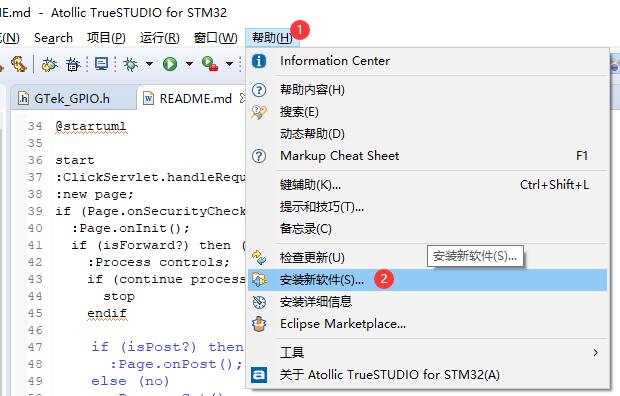 ME.md - Atollic TrueSTUDIO for STM32
(N) Search 项目(P) 运行(R) 窗口(W) 帮助(H) 1
GTek_GPIO.h README.md
34 @startuml
35
36 start
37 :ClickServlet.handleRequ
38 :new page;
39 if (Page.onSecurityCheck
40 :Page.onInit();
41 if (isForward?) then (
42 :Process controls;
43 if (continue process
44 stop
45 endif
46
47 if (isPost?) then
48 :Page.onPost();
49 else (no)
50
Information Center
帮助内容(H)
搜索(E)
动态帮助(D)
Markup Cheat Sheet F1
键辅助(K)... Ctrl+Shift+L
提示和技巧(T)...
备忘录(C)
检查更新(U)
安装新软件(S)...
安装新软件(S)... 2
安装详细信息
Eclipse Marketplace...
工具
关于 Atollic TrueSTUDIO for STM32(A)